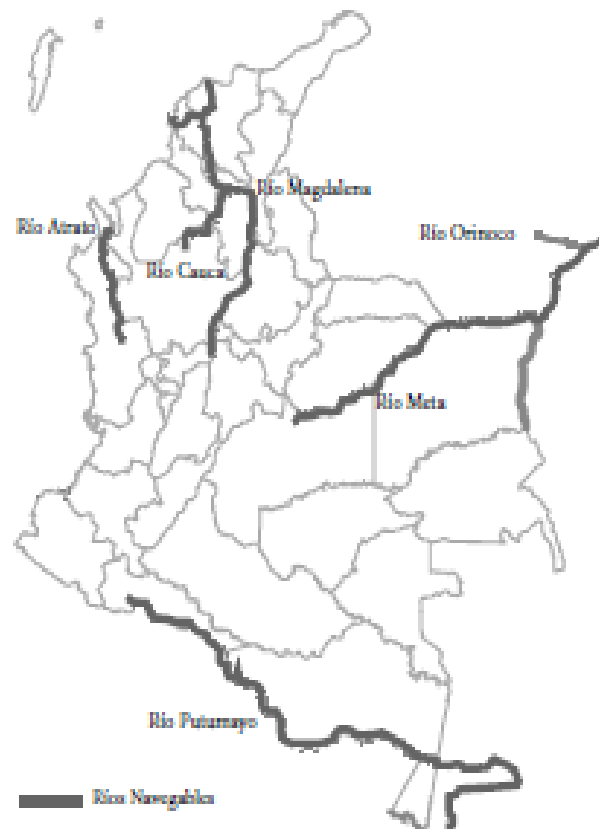 Río Magdalena
Río Atrato
Río Orinoco
Río Cauca
Río Meta
Río Putumayo
Ríos Navegables